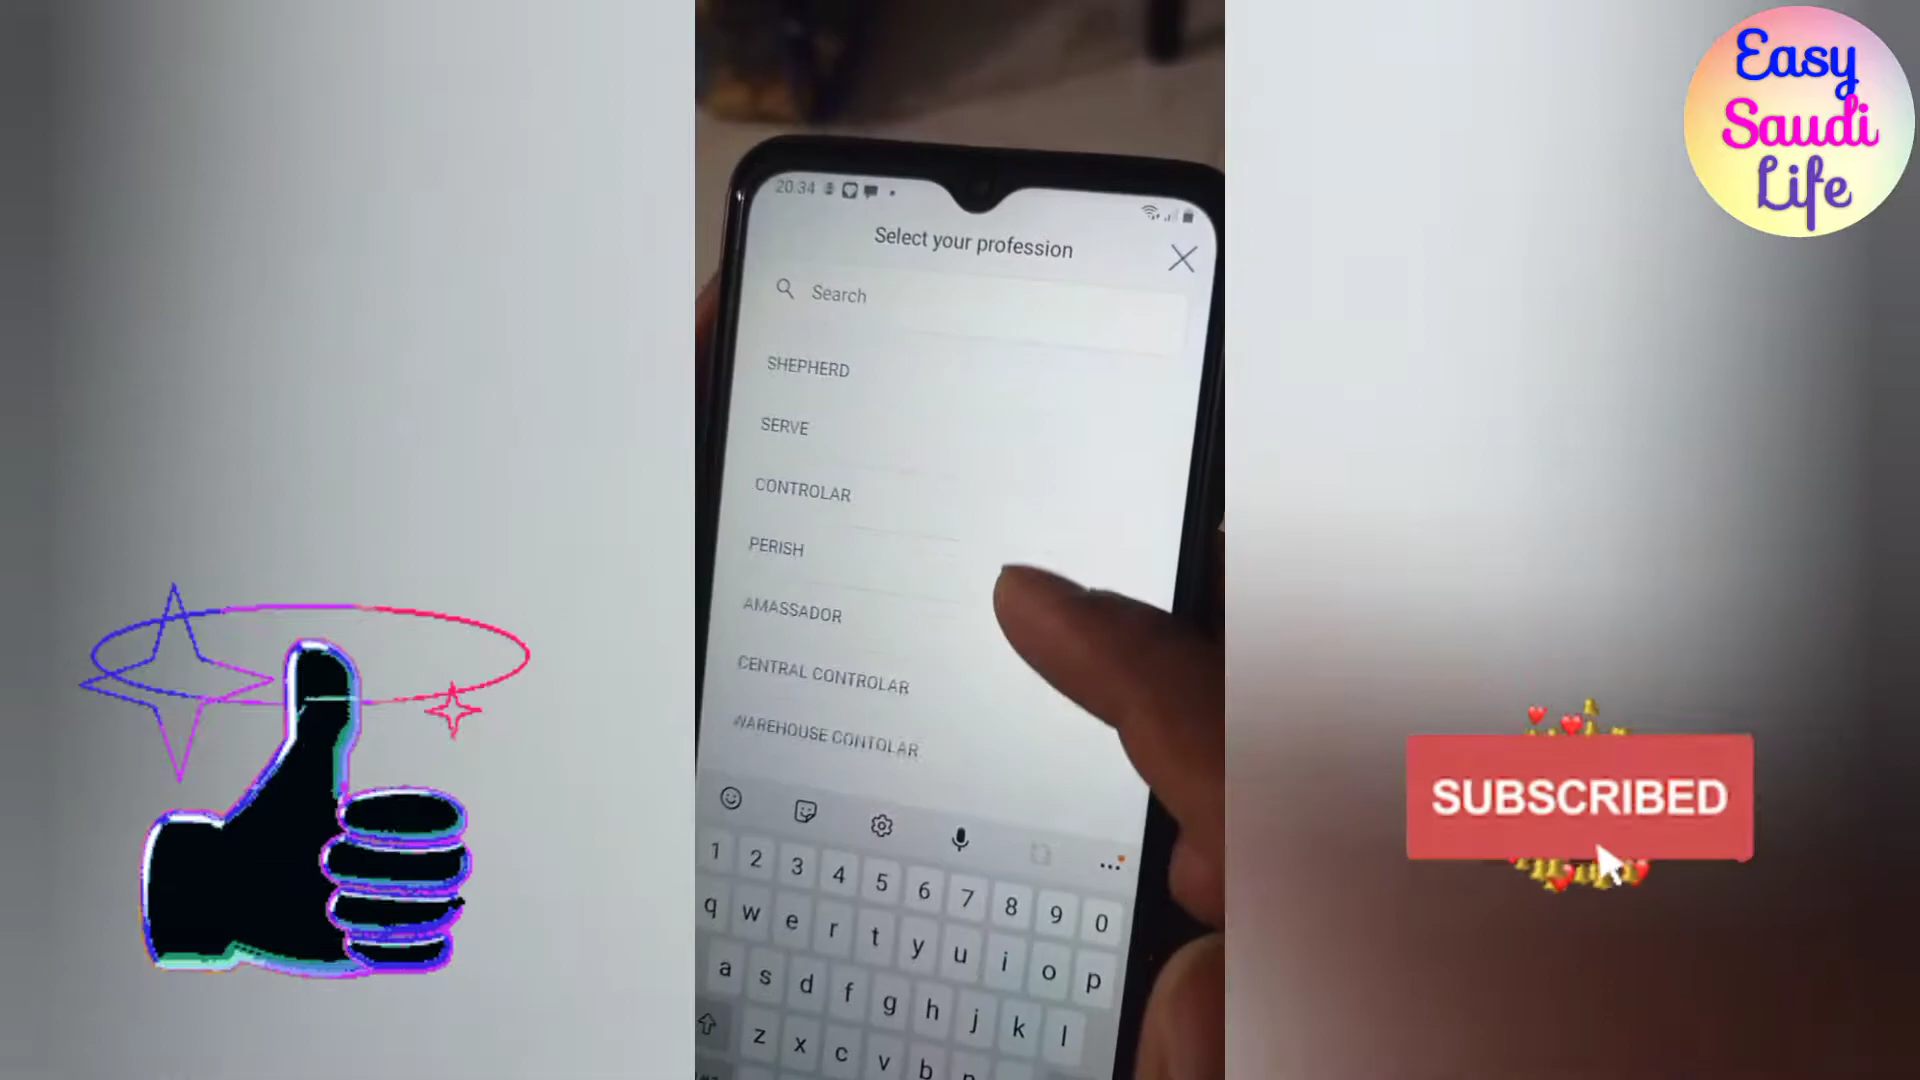 Easy
Saudi
Life
20:34
Select your profession
Search
SHEPHERD
SERVE
CONTROLAR
PERISH
AMASSADOR
CENTRAL CONTROLAR
WAREHOUSE CONTOLAR
1 2 3 4 5 6 7 8 9 0
q w e r t y u i o p
a s d f g h j k l
z x c v b
SUBSCRIBED